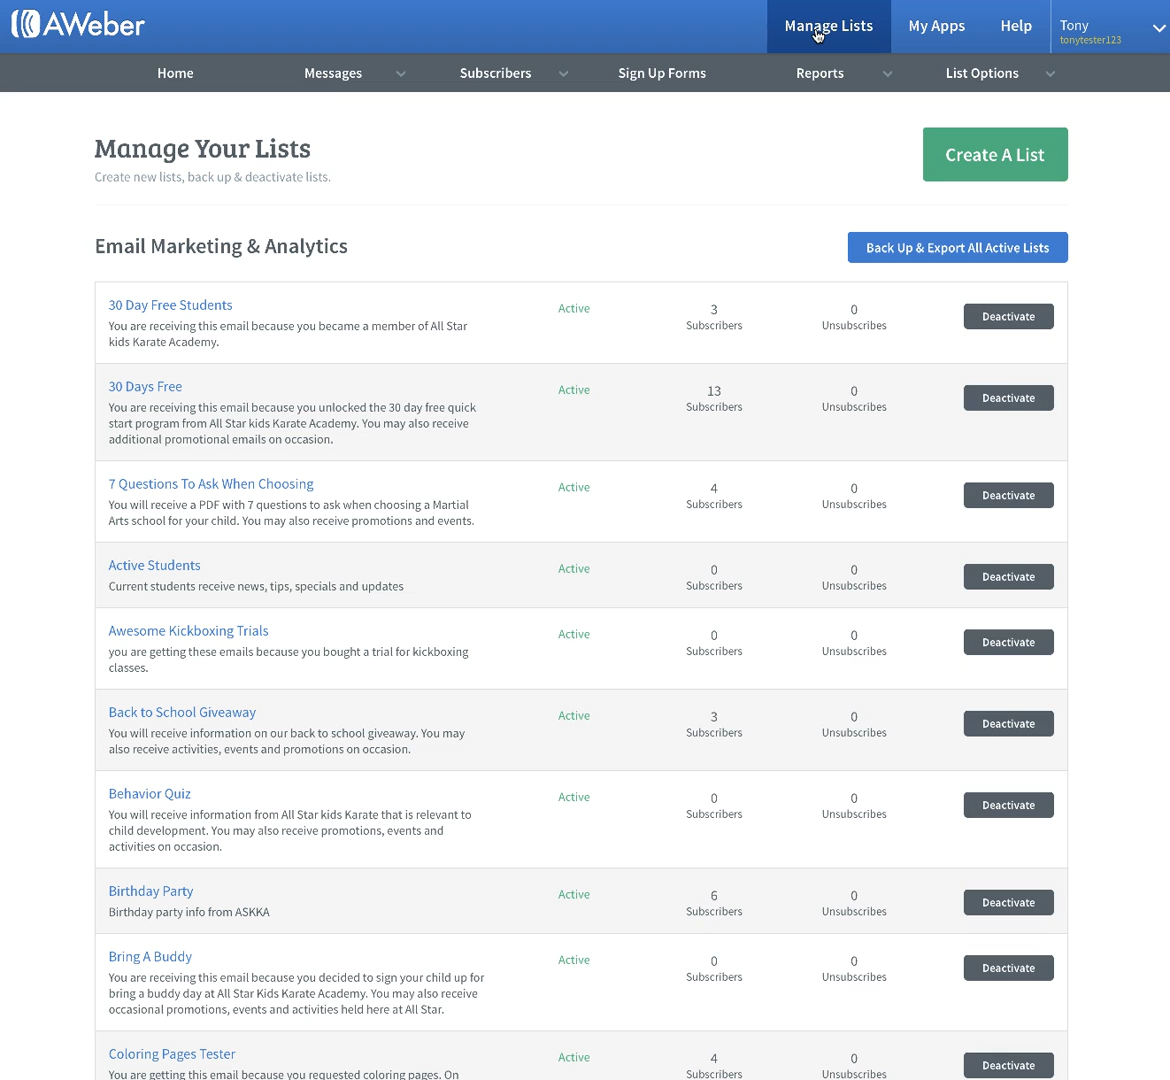 AWeber
Manage Lists
My Apps
Help
Tony
tonytester123
Home
Messages
Subscribers
Sign Up Forms
Reports
List Options
Manage Your Lists
Create new lists, back up & deactivate lists.
Create A List
Email Marketing & Analytics
Back Up & Export All Active Lists
30 Day Free Students
You are receiving this email because you became a member of All Star
kids Karate Academy.
Active
3
Subscribers
0
Unsubscribes
Deactivate
30 Days Free
You are receiving this email because you unlocked the 30 day free quick
start program from All Star kids Karate Academy. You may also receive
additional promotional emails on occasion.
Active
13
Subscribers
0
Unsubscribes
Deactivate
7 Questions To Ask When Choosing
You will receive a PDF with 7 questions to ask when choosing a Martial
Arts school for your child. You may also receive promotions and events.
Active
4
Subscribers
0
Unsubscribes
Deactivate
Active Students
Current students receive news, tips, specials and updates
Active
0
Subscribers
0
Unsubscribes
Deactivate
Awesome Kickboxing Trials
you are getting these emails because you bought a trial for kickboxing
classes.
Active
0
Subscribers
0
Unsubscribes
Deactivate
Back to School Giveaway
You will receive information on our back to school giveaway. You may
also receive activities, events and promotions on occasion.
Active
3
Subscribers
0
Unsubscribes
Deactivate
Behavior Quiz
You will receive information from All Star kids Karate that is relevant to
child development. You may also receive promotions, events and
activities on occasion.
Active
0
Subscribers
0
Unsubscribes
Deactivate
Birthday Party
Birthday party info from ASKKA
Active
6
Subscribers
0
Unsubscribes
Deactivate
Bring A Buddy
You are receiving this email because you decided to sign your child up for
bring a buddy day at All Star Kids Karate Academy. You may also receive
occasional promotions, events and activities held here at All Star.
Active
0
Subscribers
0
Unsubscribes
Deactivate
Coloring Pages Tester
You are getting this email because you requested coloring pages. On
Active
4
Subscribers
0
Unsubscribes
Deactivate